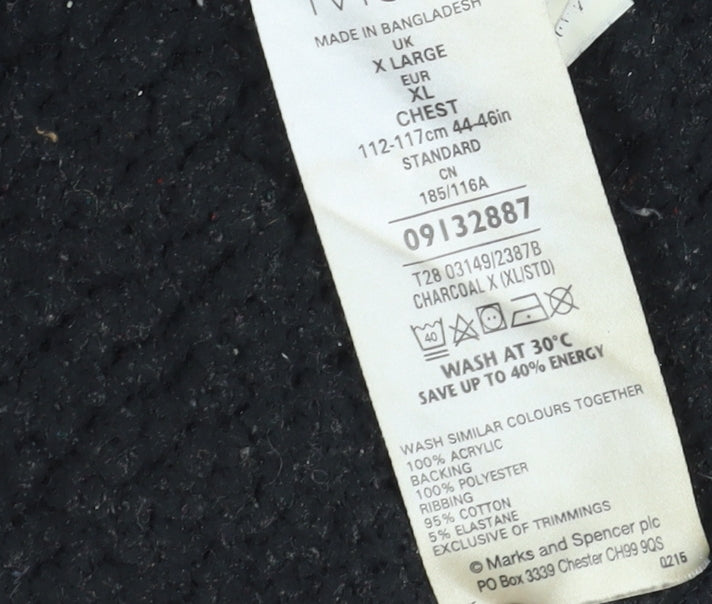 MADE IN BANGLADESH
UK
X LARGE
EUR
XL
CHEST
112-117cm 44-46in
STANDARD
CN
185/116A
09132887
T28 03149/2387B
CHARCOAL X (XL/STD)
40
WASH AT 30°C
SAVE UP TO 40% ENERGY
WASH SIMILAR COLOURS TOGETHER
100% ACRYLIC
BACKING
100% POLYESTER
RIBBING
95% COTTON
5% ELASTANE
EXCLUSIVE OF TRIMMINGS
© Marks and Spencer plc
PO Box 3339 Chester CH99 9QS
0216